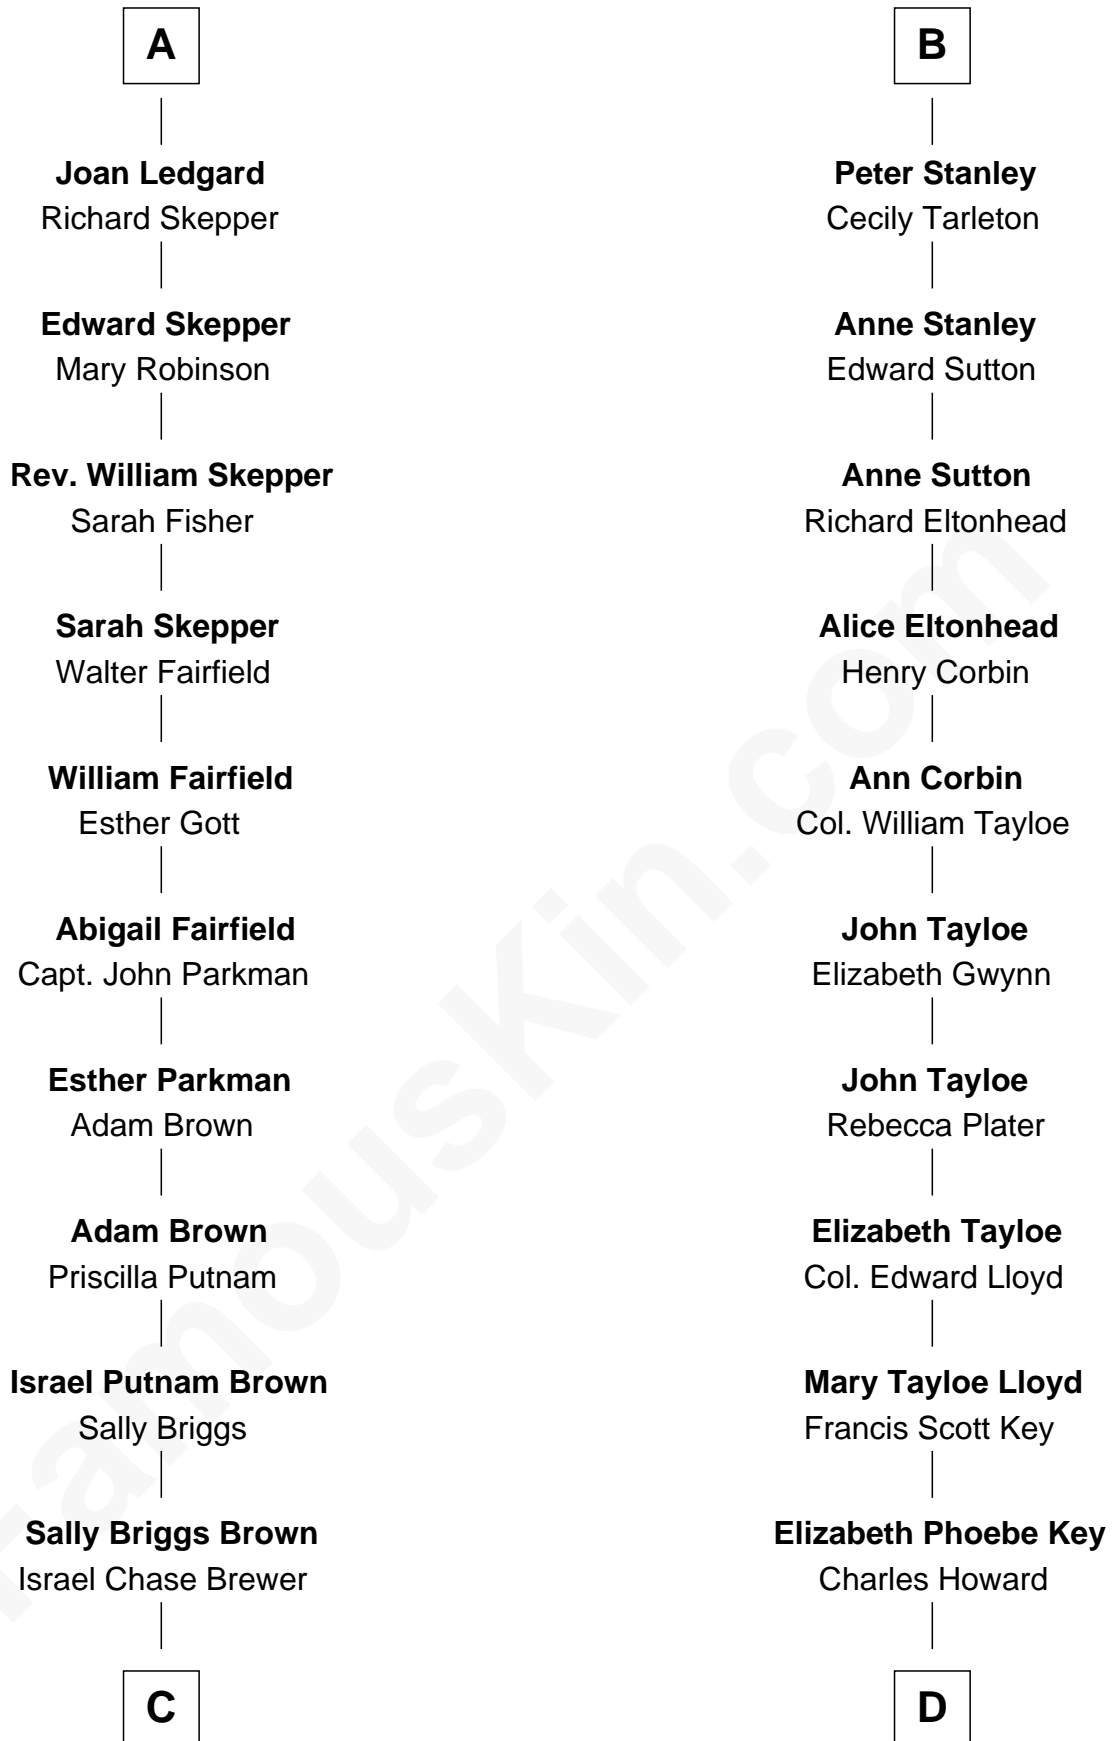 A
Joan Ledgard
Richard Skepper
Edward Skepper
Mary Robinson
Rev. William Skepper
Sarah Fisher
Sarah Skepper
Walter Fairfield
William Fairfield
Esther Gott
Abigail Fairfield
Capt. John Parkman
Esther Parkman
Adam Brown
Adam Brown
Priscilla Putnam
Israel Putnam Brown
Sally Briggs
Sally Briggs Brown
Israel Chase Brewer
C
B
Peter Stanley
Cecily Tarleton
Anne Stanley
Edward Sutton
Anne Sutton
Richard Eltonhead
Alice Eltonhead
Henry Corbin
Ann Corbin
Col. William Tayloe
John Tayloe
Elizabeth Gwynn
John Tayloe
Rebecca Plater
Elizabeth Tayloe
Col. Edward Lloyd
Mary Tayloe Lloyd
Francis Scott Key
Elizabeth Phoebe Key
Charles Howard
D
FamousKin.com